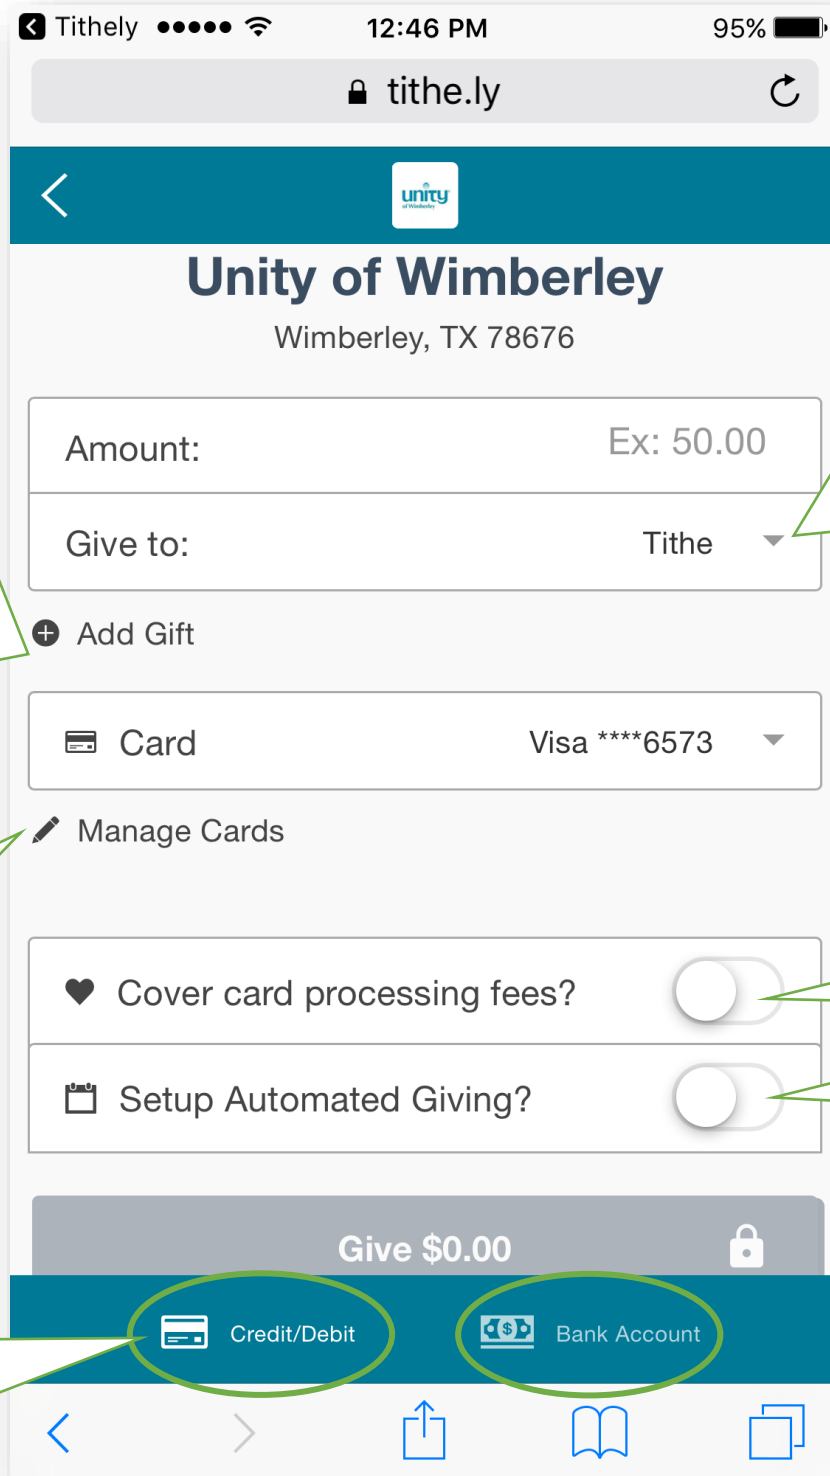 Tithely 12:46 PM 95%
tithe.ly
unity
of Wimberley
Unity of Wimberley
Wimberley, TX 78676
Amount: Ex: 50.00
Give to: Tithe
Add Gift
Card Visa ****6573
Manage Cards
Cover card processing fees?
Setup Automated Giving?
Give $0.00
Credit/Debit Bank Account